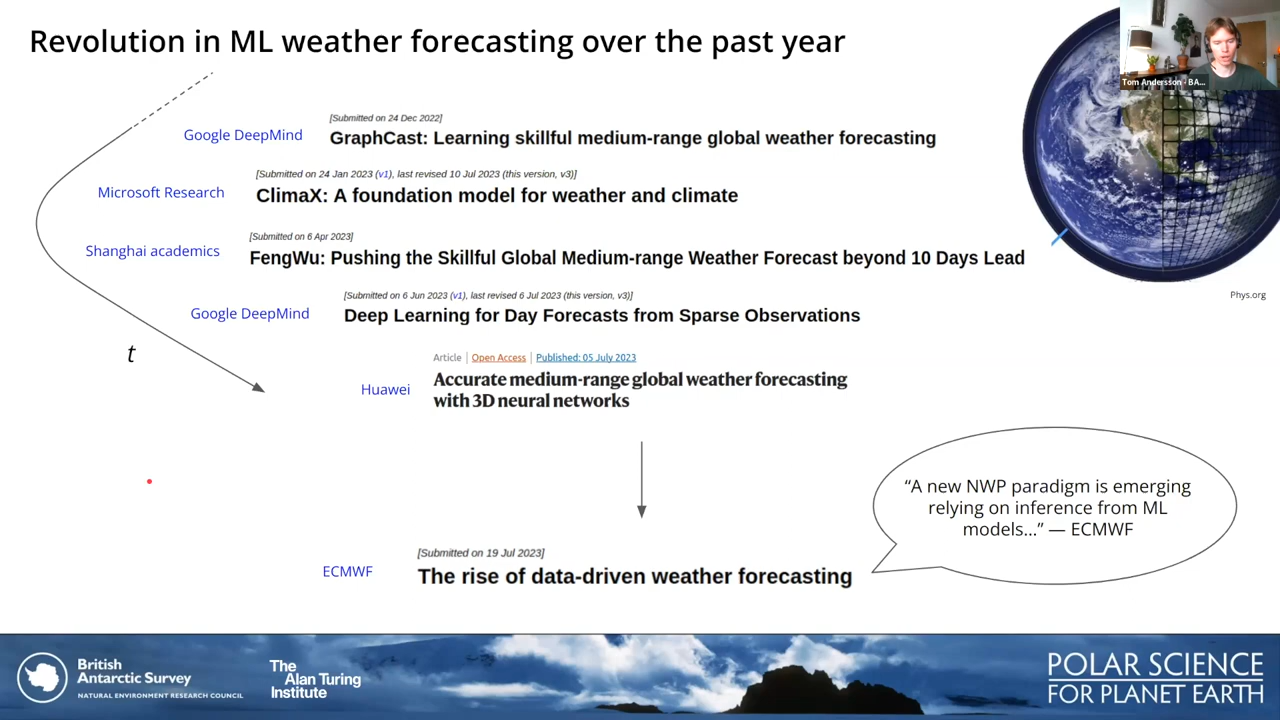 Revolution in ML weather forecasting over the past year
Tom Andersson - BA...
[Submitted on 24 Dec 2022]
Google DeepMind
GraphCast: Learning skillful medium-range global weather forecasting
[Submitted on 24 Jan 2023 (v1), last revised 10 Jul 2023 (this version, v3)]
Microsoft Research
ClimaX: A foundation model for weather and climate
[Submitted on 6 Apr 2023]
Shanghai academics
FengWu: Pushing the Skillful Global Medium-range Weather Forecast beyond 10 Days Lead
[Submitted on 6 Jun 2023 (v1), last revised 6 Jul 2023 (this version, v3)]
Google DeepMind
Deep Learning for Day Forecasts from Sparse Observations
Phys.org
t
Article | Open Access | Published: 05 July 2023
Huawei
Accurate medium-range global weather forecasting
with 3D neural networks
“A new NWP paradigm is emerging
relying on inference from ML
models...” — ECMWF
[Submitted on 19 Jul 2023]
ECMWF
The rise of data-driven weather forecasting
British
Antarctic Survey
NATURAL ENVIRONMENT RESEARCH COUNCIL
The
Alan Turing
Institute
POLAR SCIENCE
FOR PLANET EARTH